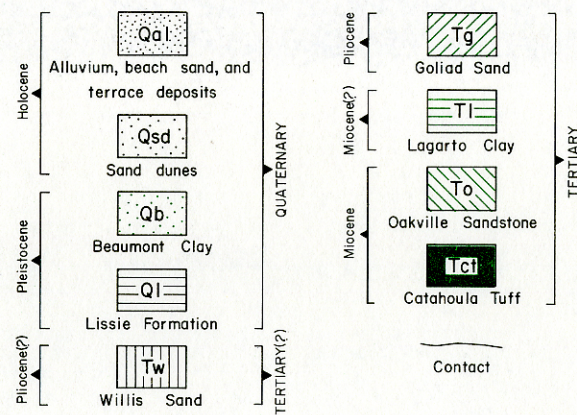 Qal
Alluvium, beach sand, and
terrace deposits
Qsd
Sand dunes
Holocene
Qb
Beaumont Clay
Ql
Lissie Formation
Pleistocene
QUATERNARY
Tw
Willis Sand
Pliocene(?)
TERTIARY(?)
Tg
Goliad Sand
Pliocene
Tl
Lagarto Clay
Miocene(?)
To
Oakville Sandstone
Tct
Catahoula Tuff
Miocene
TERTIARY
Contact